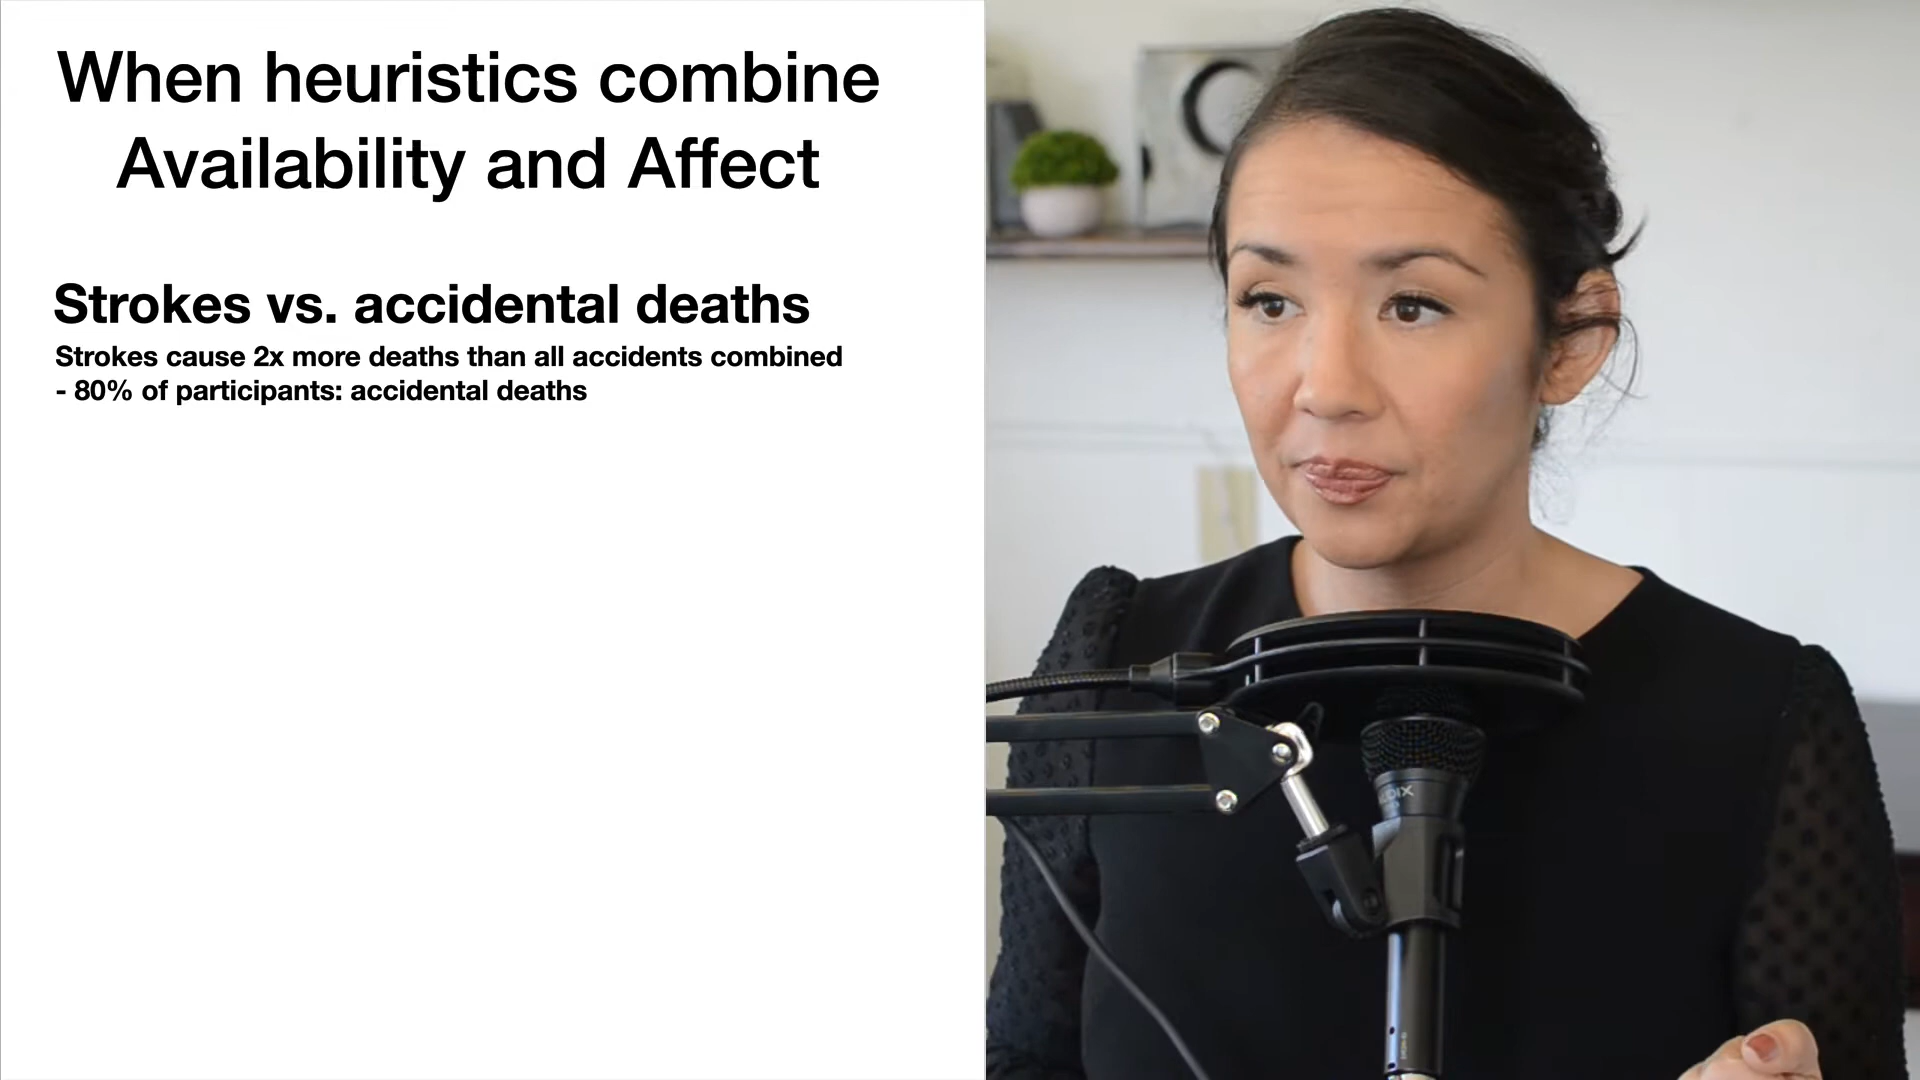 When heuristics combine
Availability and Affect
Strokes vs. accidental deaths
Strokes cause 2x more deaths than all accidents combined
- 80% of participants: accidental deaths